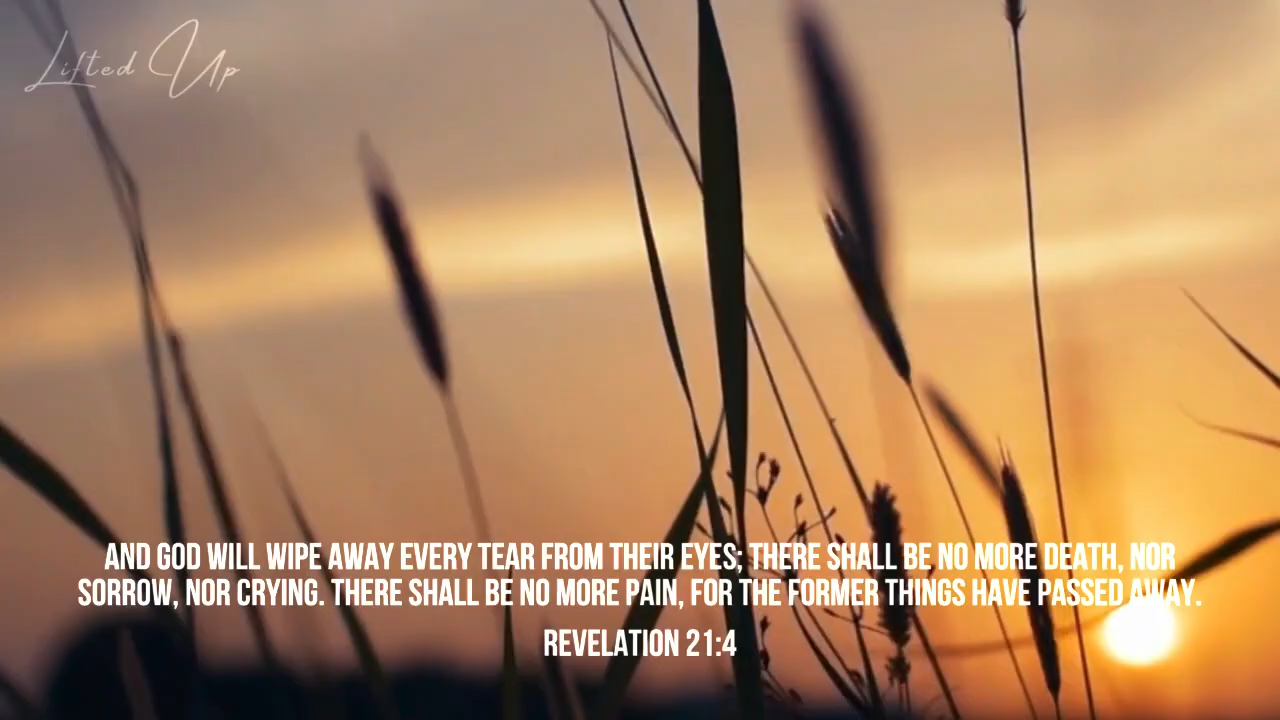 Lifted Up
AND GOD WILL WIPE AWAY EVERY TEAR FROM THEIR EYES; THERE SHALL BE NO MORE DEATH, NOR
SORROW, NOR CRYING. THERE SHALL BE NO MORE PAIN, FOR THE FORMER THINGS HAVE PASSED AWAY.
REVELATION 21:4